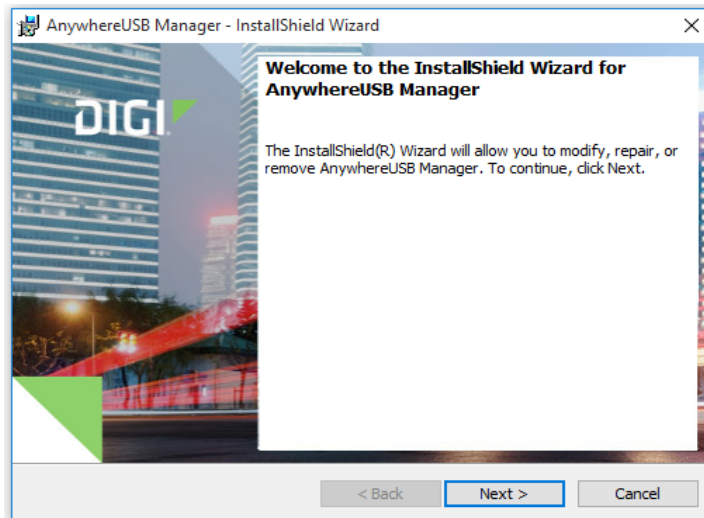 AnywhereUSB Manager - InstallShield Wizard
DIGI
Welcome to the InstallShield Wizard for
AnywhereUSB Manager
The InstallShield(R) Wizard will allow you to modify, repair, or
remove AnywhereUSB Manager. To continue, click Next.
< Back
Next >
Cancel